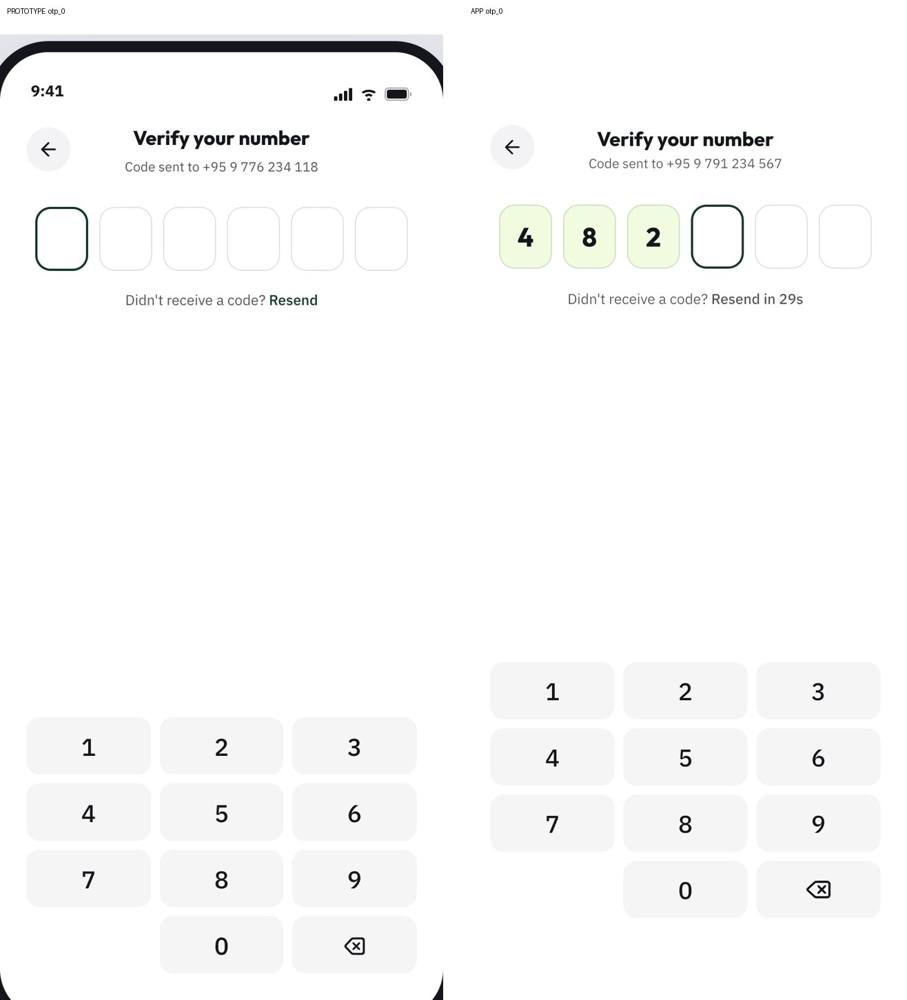 PROTOTYPE otp_0
9:41
Verify your number
Code sent to +95 9 776 234 118
Didn't receive a code? Resend
1 2 3
4 5 6
7 8 9
0
APP otp_0
Verify your number
Code sent to +95 9 791 234 567
4 8 2
Didn't receive a code? Resend in 29s
1 2 3
4 5 6
7 8 9
0